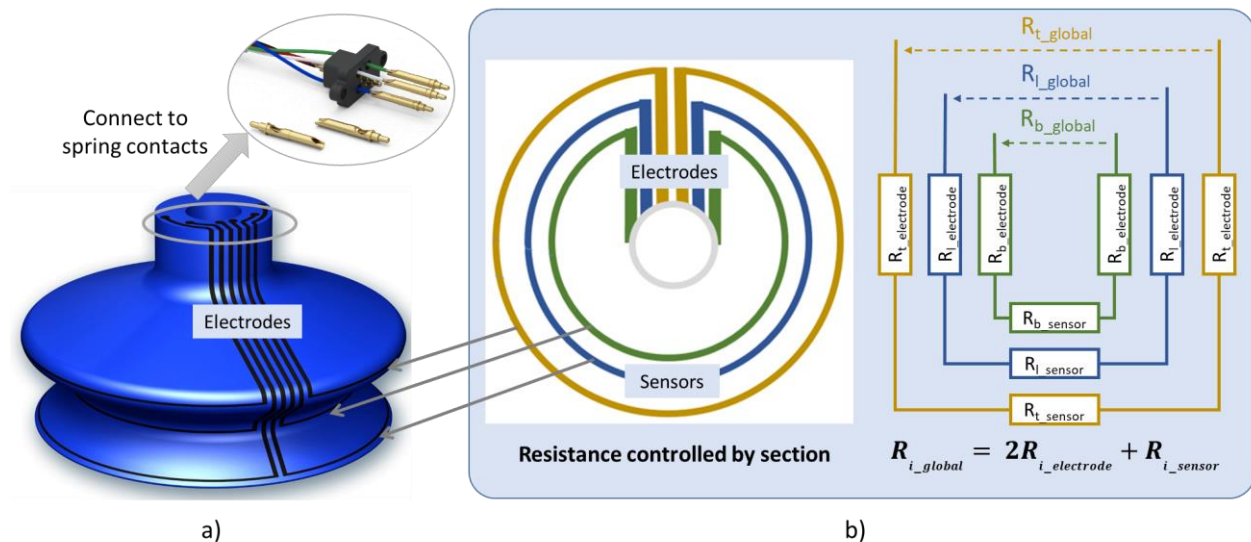 Connect to
spring contacts
Electrodes
a)
Electrodes
Sensors
Resistance controlled by section
R_t_global
R_l_global
R_b_global
R_t_electrode
R_l_electrode
R_b_electrode
R_b_electrode
R_l_electrode
R_t_electrode
R_b_sensor
R_l_sensor
R_t_sensor
R_i_global = 2R_i_electrode + R_i_sensor
b)